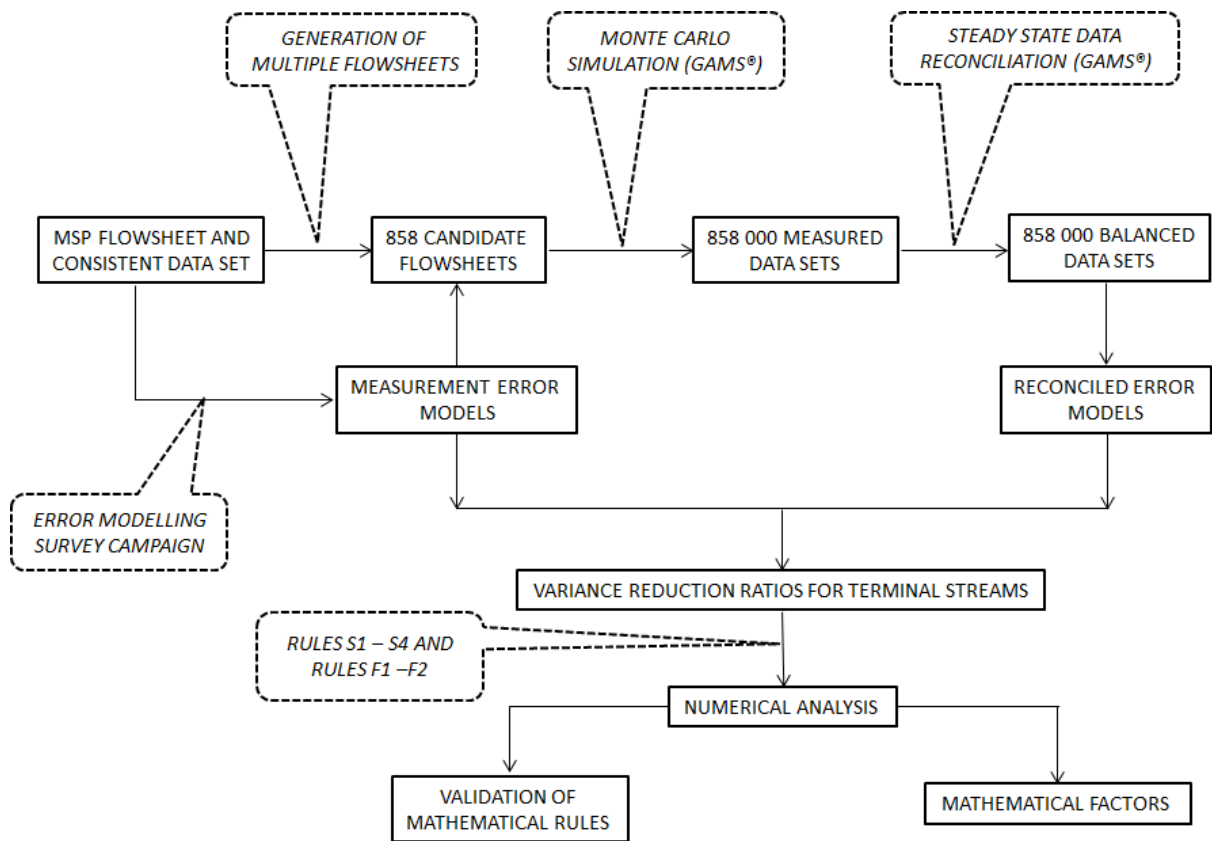 GENERATION OF
MULTIPLE FLOWSHEETS
MONTE CARLO
SIMULATION (GAMS®)
STEADY STATE DATA
RECONCILIATION (GAMS®)
MSP FLOWSHEET AND
CONSISTENT DATA SET
858 CANDIDATE
FLOWSHEETS
858 000 MEASURED
DATA SETS
858 000 BALANCED
DATA SETS
MEASUREMENT ERROR
MODELS
RECONCILED ERROR
MODELS
ERROR MODELLING
SURVEY CAMPAIGN
VARIANCE REDUCTION RATIOS FOR TERMINAL STREAMS
RULES S1 – S4 AND
RULES F1 –F2
NUMERICAL ANALYSIS
VALIDATION OF
MATHEMATICAL RULES
MATHEMATICAL FACTORS